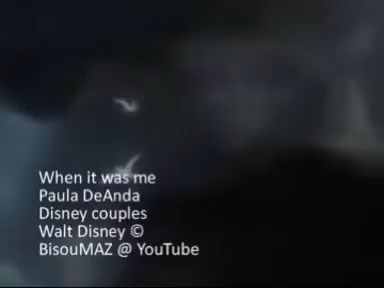 When it was me
Paula DeAnda
Disney couples
Walt Disney ©
BisouMAZ @ YouTube